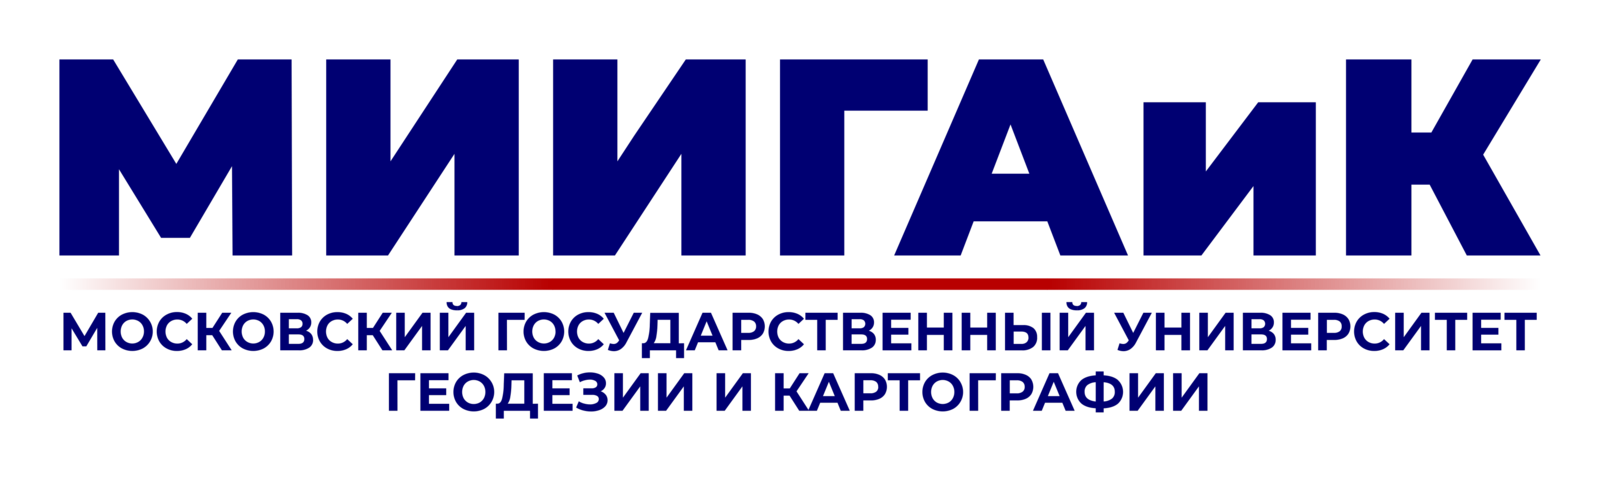 МИИГАиК
МОСКОВСКИЙ ГОСУДАРСТВЕННЫЙ УНИВЕРСИТЕТ
ГЕОДЕЗИИ И КАРТОГРАФИИ